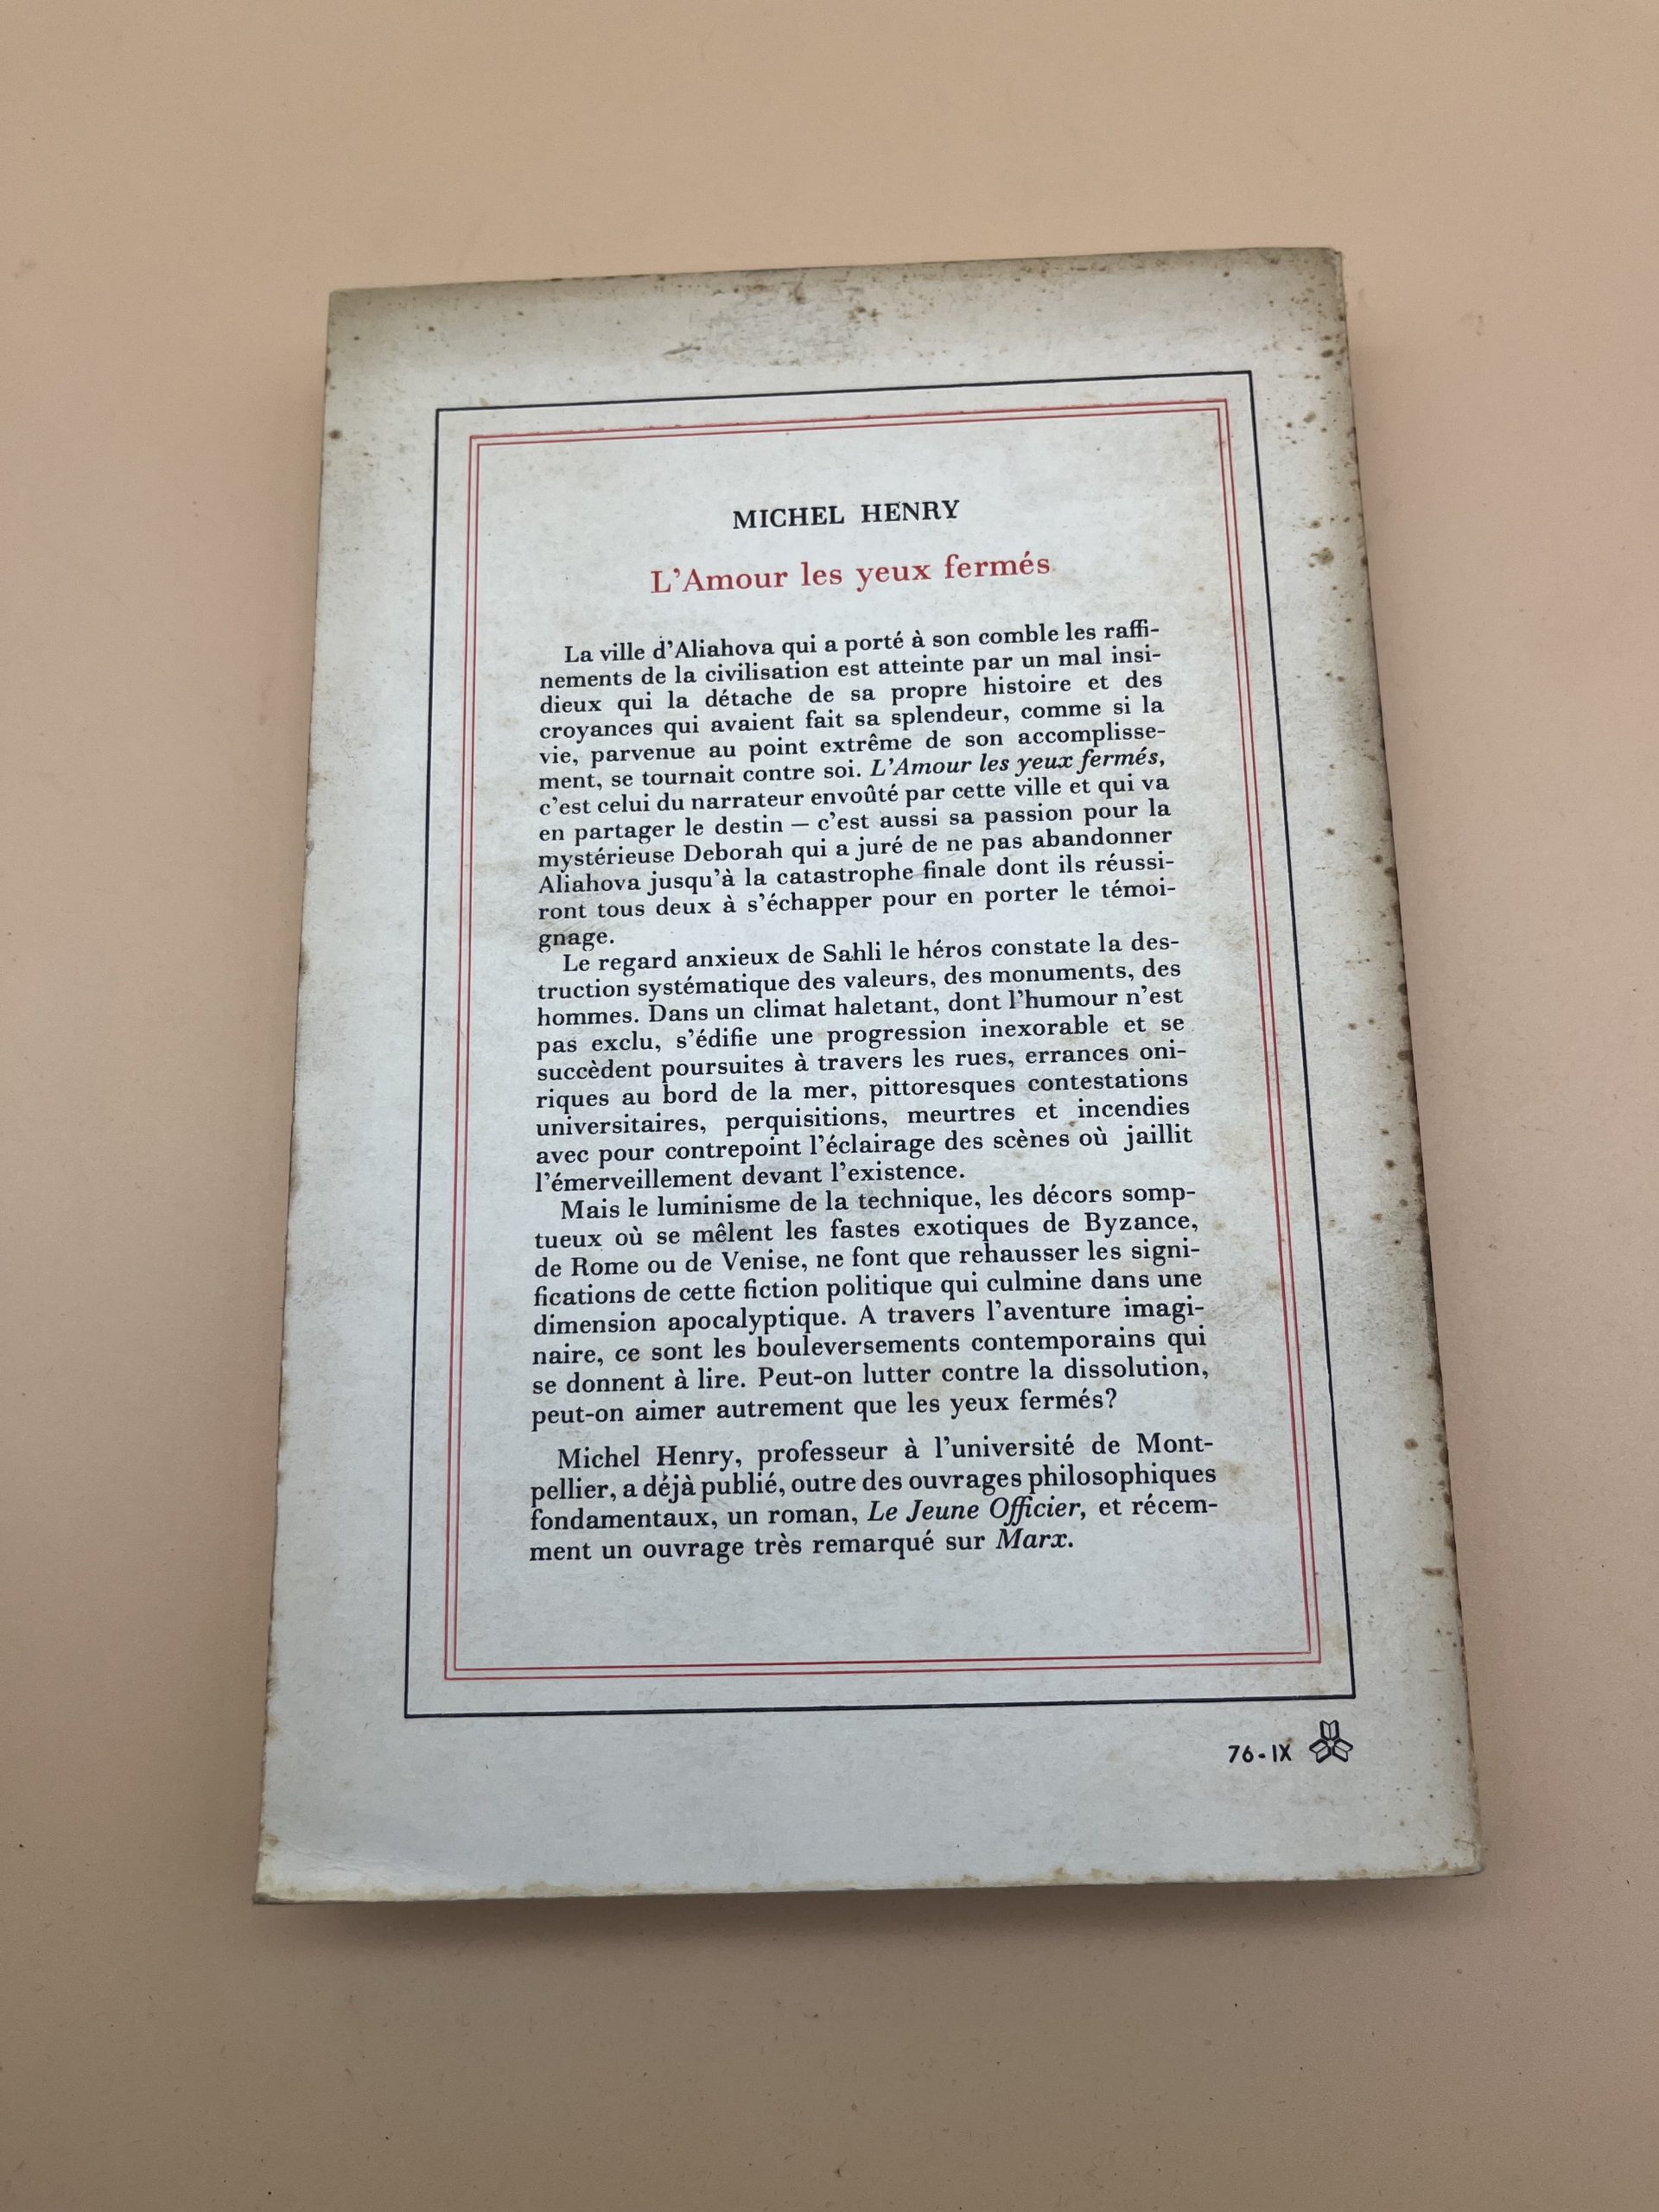 MICHEL HENRY
L'Amour les yeux fermés
La ville d'Aliahova qui a porté à son comble les raffi-
nements de la civilisation est atteinte par un mal insi-
dieux qui la détache de sa propre histoire et des
croyances qui avaient fait sa splendeur, comme si la
vie, parvenue au point extrême de son accomplisse-
ment, se tournait contre soi. L'Amour les yeux fermés,
c'est celui du narrateur envoûté par cette ville et qui va
en partager le destin — c'est aussi sa passion pour la
mystérieuse Deborah qui a juré de ne pas abandonner
Aliahova jusqu'à la catastrophe finale dont ils réussi-
ront tous deux à s'échapper pour en porter le témoi-
gnage.
Le regard anxieux de Sahli le héros constate la des-
truction systématique des valeurs, des monuments, des
hommes. Dans un climat haletant, dont l'humour n'est
pas exclu, s'édifie une progression inexorable et se
succèdent poursuites à travers les rues, errances oni-
riques au bord de la mer, pittoresques contestations
universitaires, perquisitions, meurtres et incendies
avec pour contrepoint l'éclairage des scènes où jaillit
l'émerveillement devant l'existence.
Mais le luminisme de la technique, les décors somp-
tueux où se mêlent les fastes exotiques de Byzance,
de Rome ou de Venise, ne font que rehausser les signi-
fications de cette fiction politique qui culmine dans une
dimension apocalyptique. A travers l'aventure imagi-
naire, ce sont les bouleversements contemporains qui
se donnent à lire. Peut-on lutter contre la dissolution,
peut-on aimer autrement que les yeux fermés?
Michel Henry, professeur à l'université de Mont-
pellier, a déjà publié, outre des ouvrages philosophiques
fondamentaux, un roman, Le Jeune Officier, et récem-
ment un ouvrage très remarqué sur Marx.
76-IX